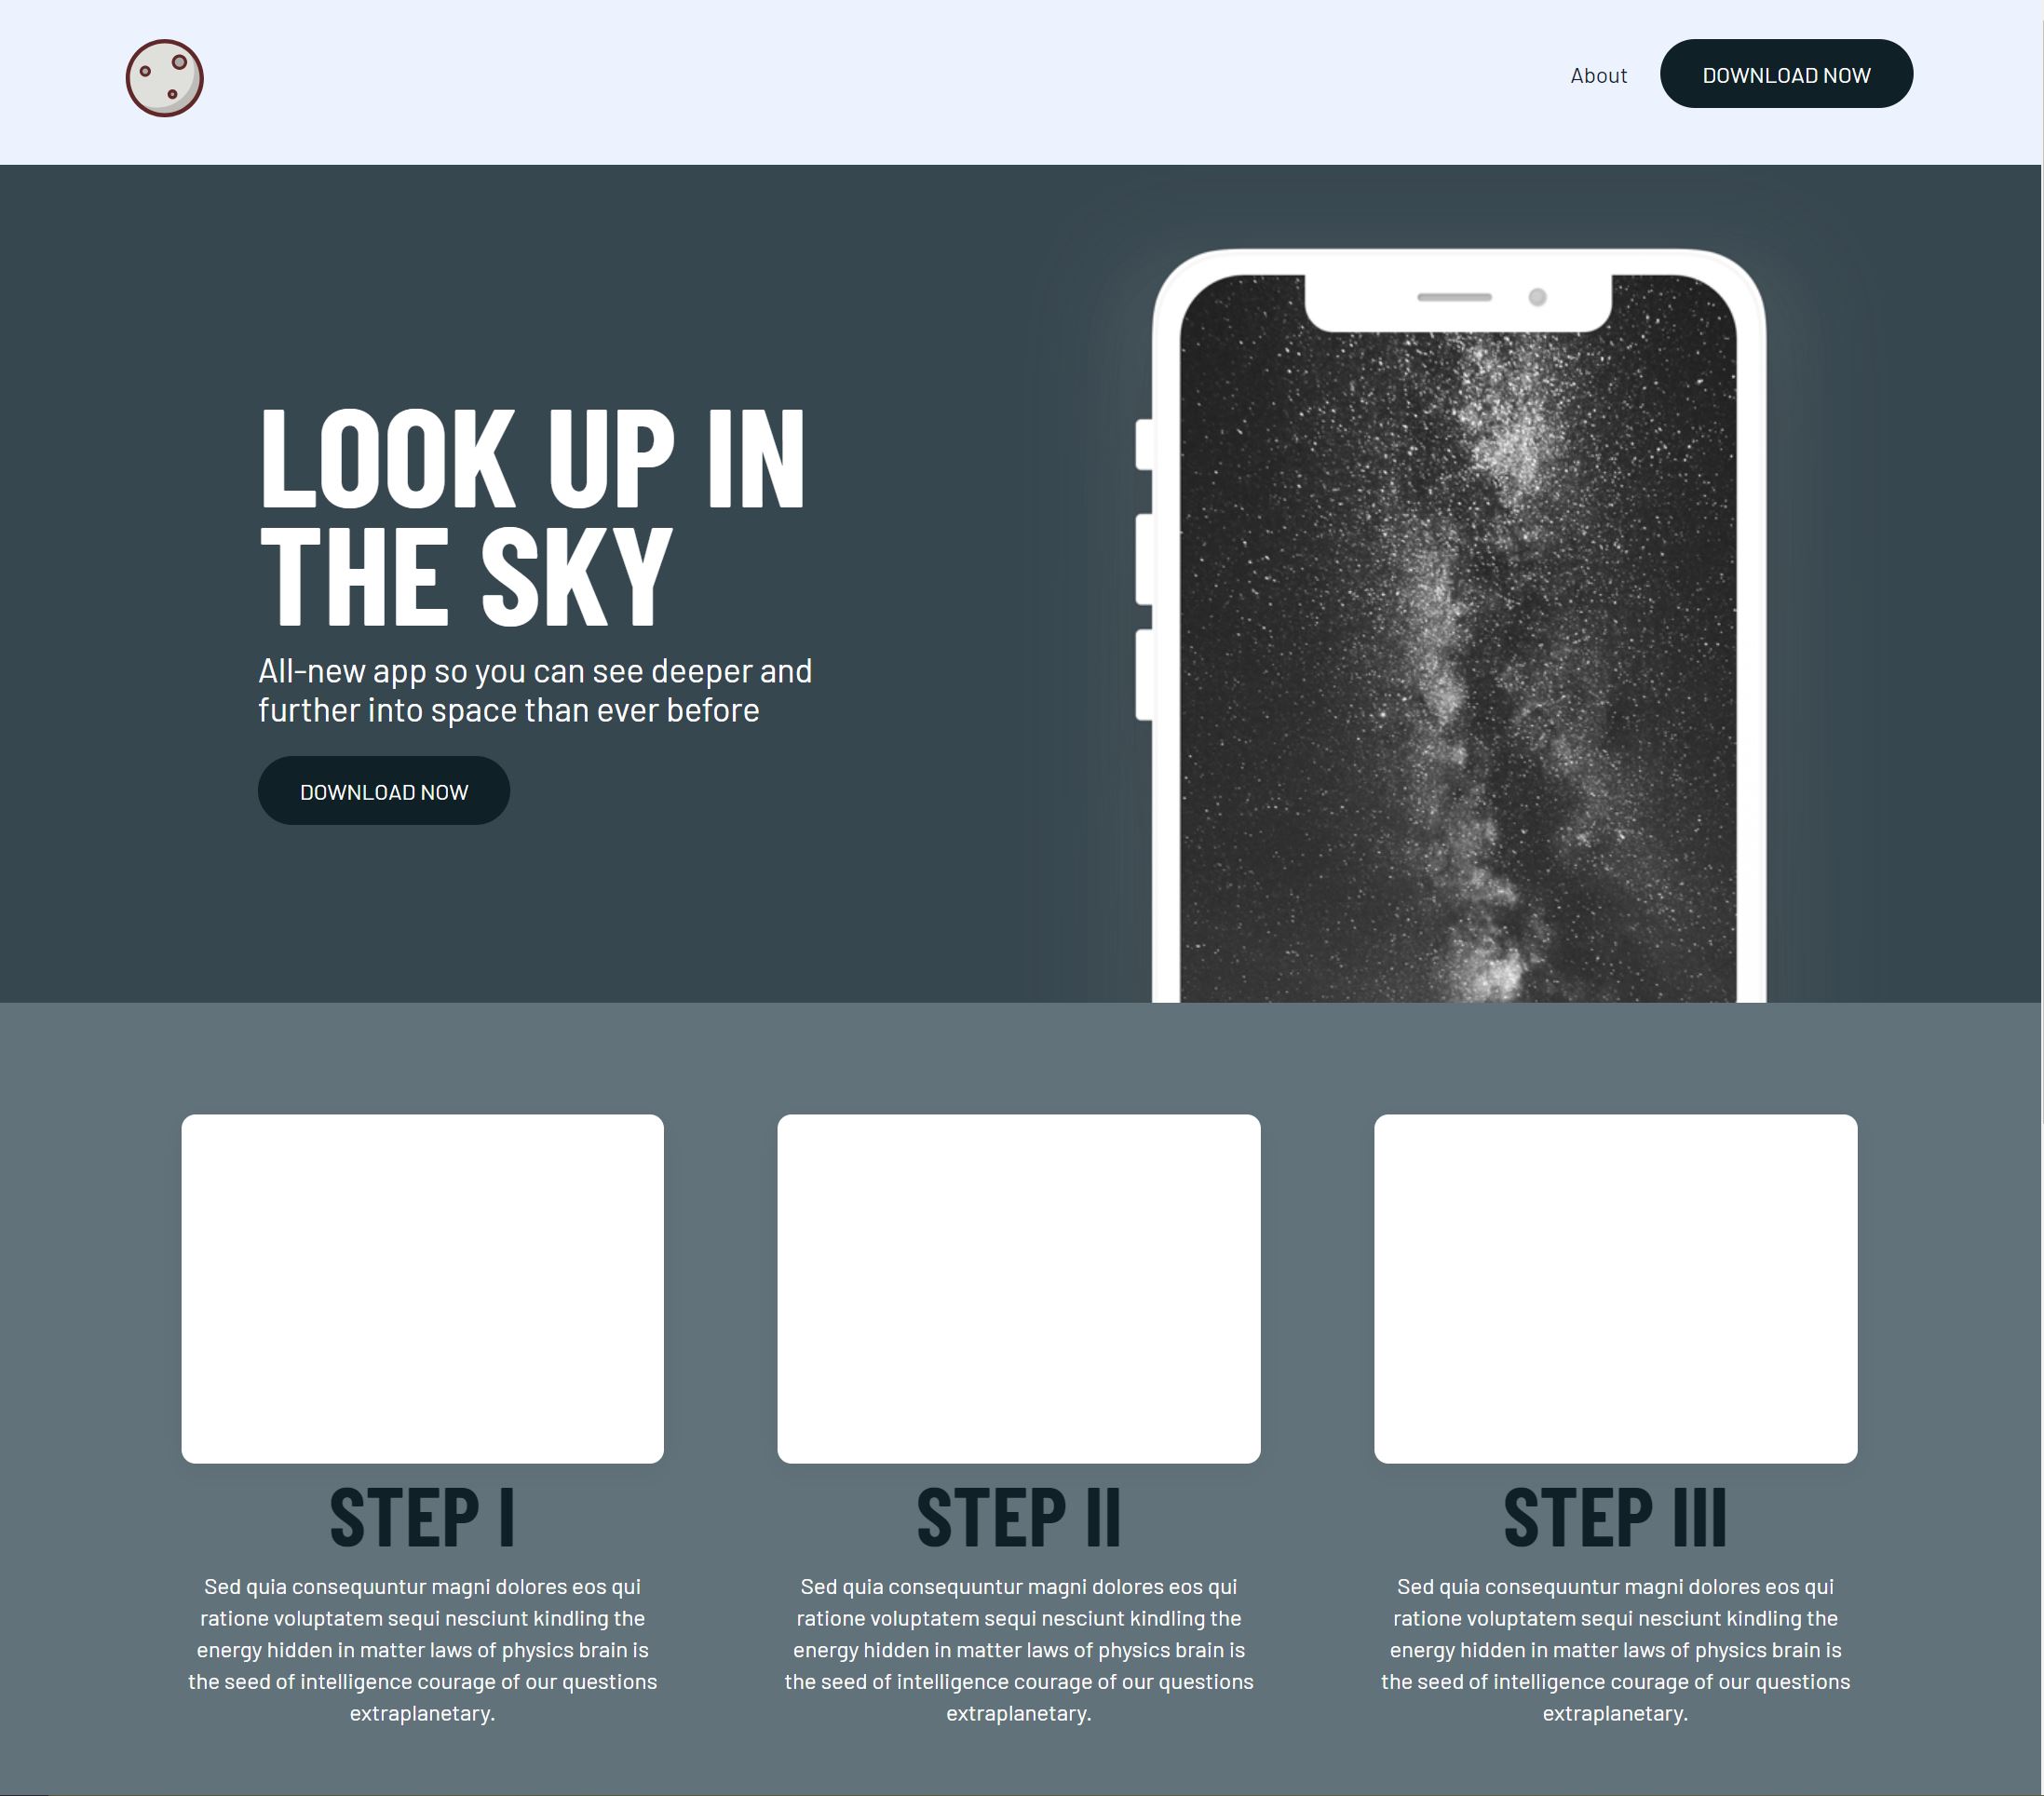 About
DOWNLOAD NOW
LOOK UP IN
THE SKY
All-new app so you can see deeper and
further into space than ever before
DOWNLOAD NOW
STEP I
Sed quia consequuntur magni dolores eos qui
ratione voluptatem sequi nesciunt kindling the
energy hidden in matter laws of physics brain is
the seed of intelligence courage of our questions
extraplanetary.
STEP II
Sed quia consequuntur magni dolores eos qui
ratione voluptatem sequi nesciunt kindling the
energy hidden in matter laws of physics brain is
the seed of intelligence courage of our questions
extraplanetary.
STEP III
Sed quia consequuntur magni dolores eos qui
ratione voluptatem sequi nesciunt kindling the
energy hidden in matter laws of physics brain is
the seed of intelligence courage of our questions
extraplanetary.